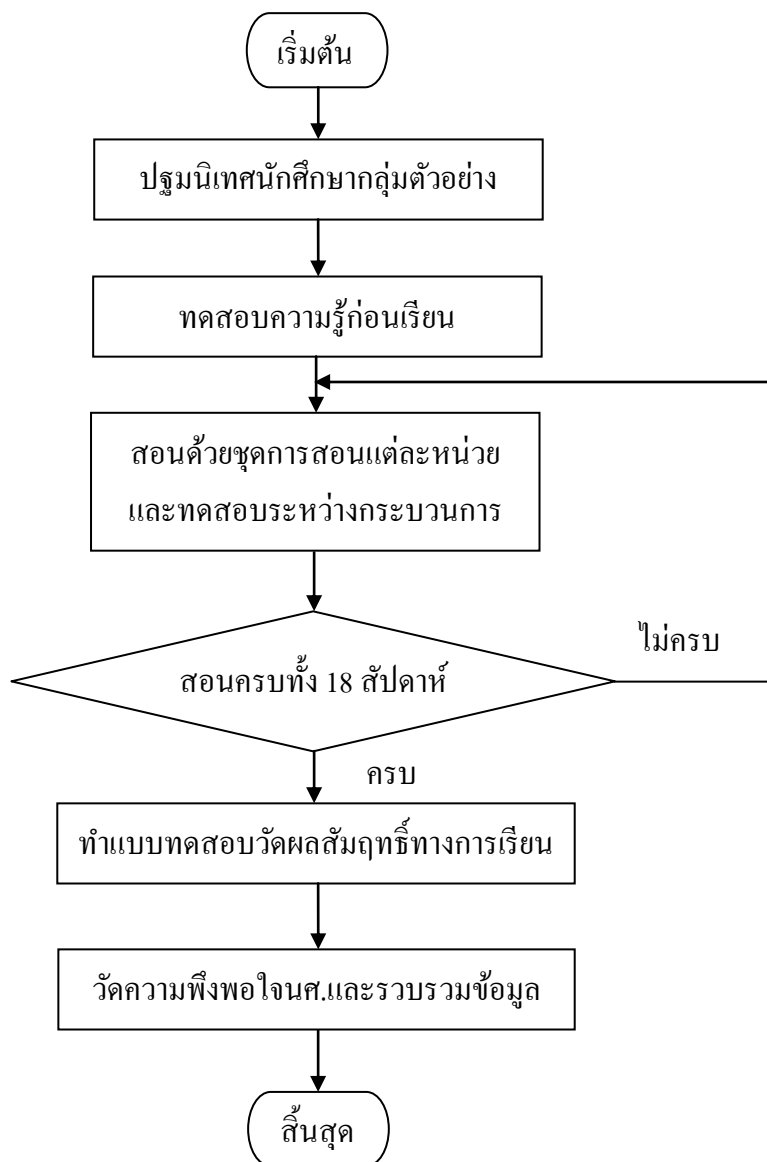 เริ่มต้น
ปฐมนิเทศนักศึกษากลุ่มตัวอย่าง
ทดสอบความรู้ก่อนเรียน
สอนด้วยชุดการสอนแต่ละหน่วย
และทดสอบระหว่างกระบวนการ
ไม่ครบ
สอนครบทั้ง 18 สัปดาห์
ครบ
ทำแบบทดสอบวัดผลสัมฤทธิ์ทางการเรียน
วัดความพึงพอใจนศ.และรวบรวมข้อมูล
สิ้นสุด